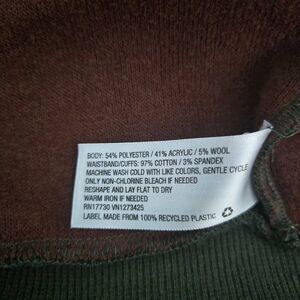 BODY: 54% POLYESTER / 41% ACRYLIC / 5% WOOL
WAISTBAND/CUFFS: 97% COTTON / 3% SPANDEX
MACHINE WASH COLD WITH LIKE COLORS, GENTLE CYCLE
ONLY NON-CHLORINE BLEACH IF NEEDED
RESHAPE AND LAY FLAT TO DRY
WARM IRON IF NEEDED
RN17730 VN1273425
LABEL MADE FROM 100% RECYCLED PLASTIC